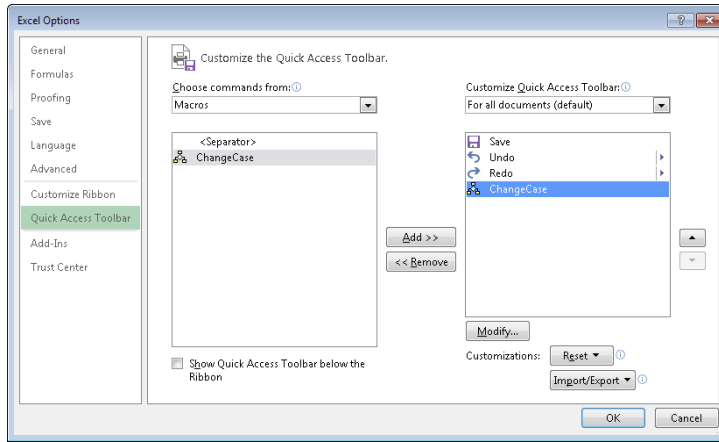 Excel Options
General
Formulas
Proofing
Save
Language
Advanced
Customize Ribbon
Quick Access Toolbar
Add-Ins
Trust Center
Customize the Quick Access Toolbar.
Choose commands from:
Macros
<Separator>
ChangeCase
Show Quick Access Toolbar below the
Ribbon
Add >>
<< Remove
Customize Quick Access Toolbar:
For all documents (default)
Save
Undo
Redo
ChangeCase
Modify...
Customizations:
Reset
Import/Export
OK
Cancel